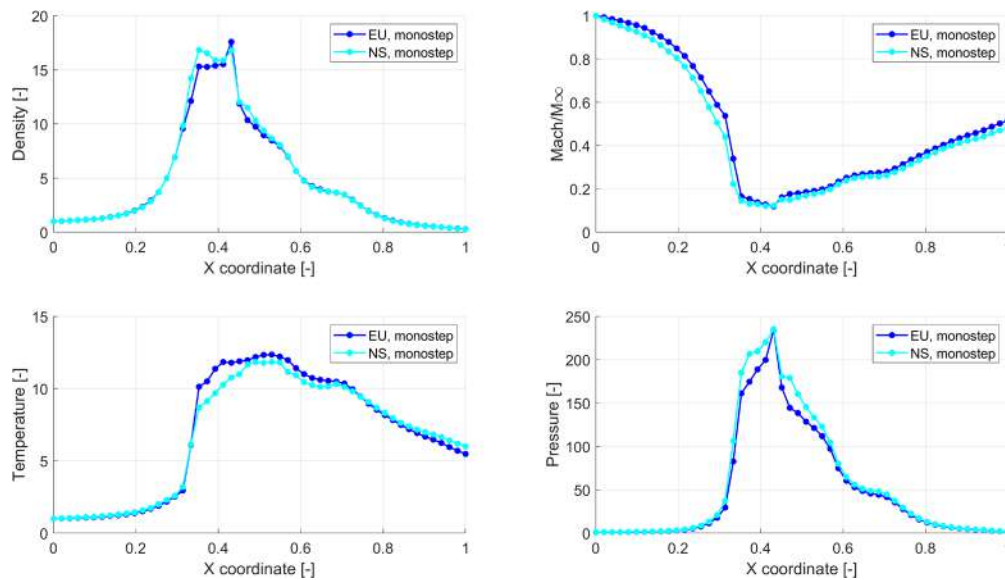 20
15
10
5
0
Density [-]
EU, monostep
NS, monostep
0 0.2 0.4 0.6 0.8 1
X coordinate [-]
1
0.8
0.6
0.4
0.2
0
Mach/M∞
EU, monostep
NS, monostep
0 0.2 0.4 0.6 0.8
X coordinate [-]
15
10
5
0
Temperature [-]
EU, monostep
NS, monostep
0 0.2 0.4 0.6 0.8 1
X coordinate [-]
250
200
150
100
50
0
Pressure [-]
EU, monostep
NS, monostep
0 0.2 0.4 0.6 0.8
X coordinate [-]